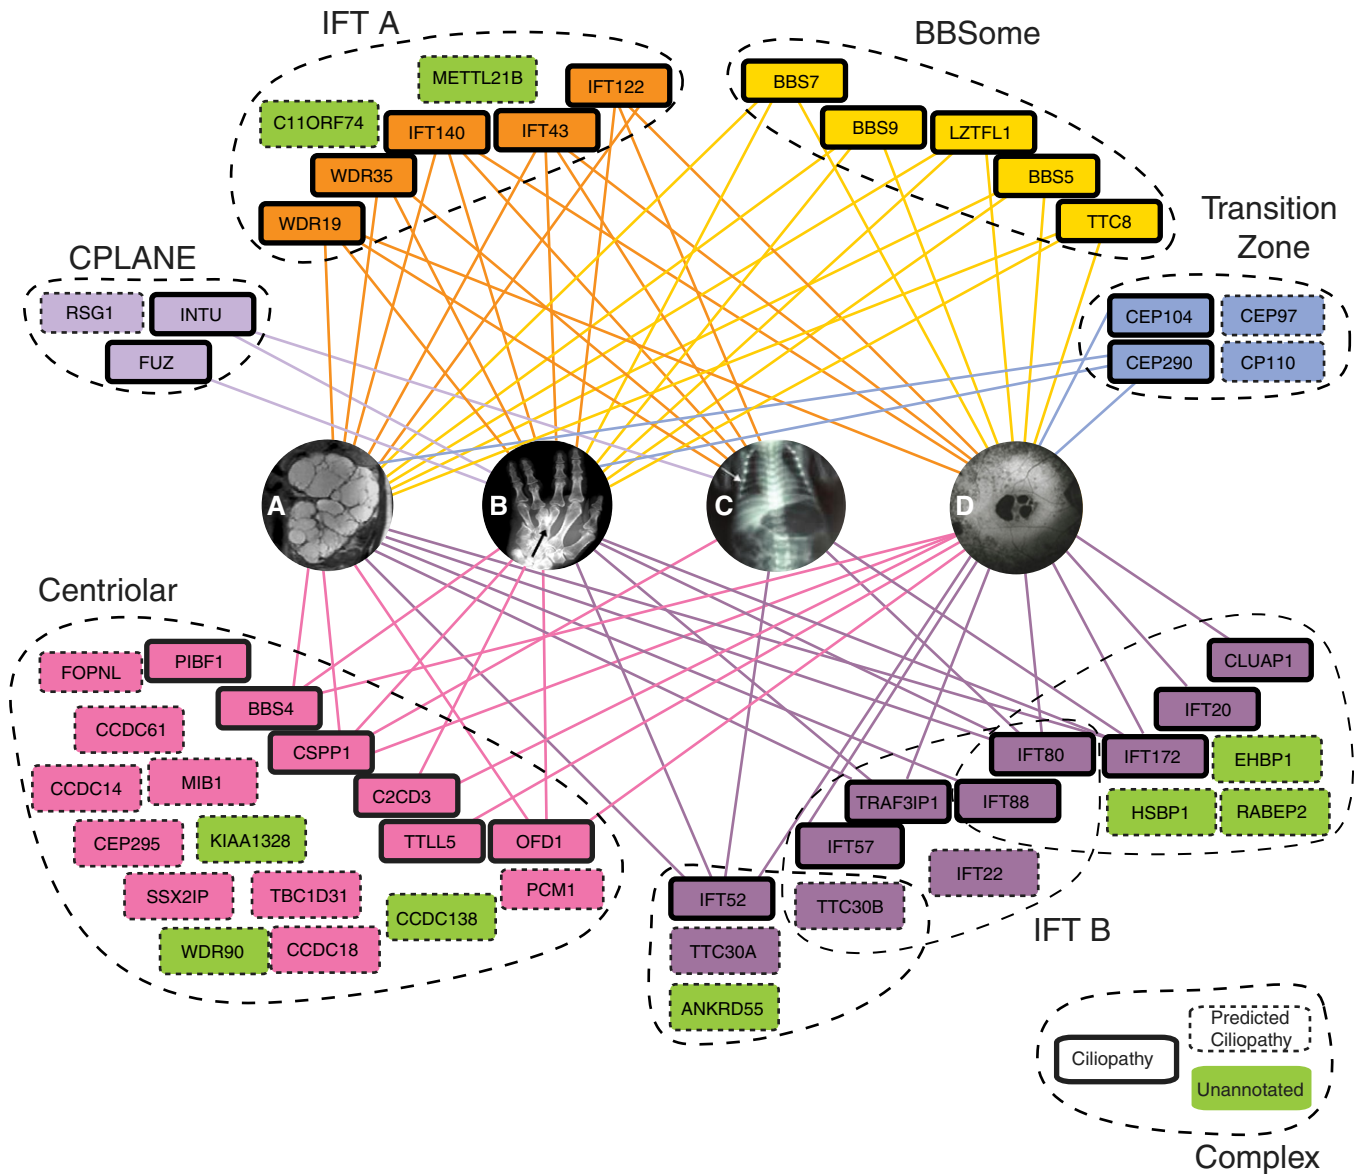 IFT A
BBSome
METTL21B
IFT122
BBS7
C11ORF74
IFT140
IFT43
BBS9
LZTFL1
WDR35
BBS5
WDR19
TTC8
Transition
Zone
CPLANE
RSG1
INTU
FUZ
CEP104
CEP97
CEP290
CP110
A
B
C
D
Centriolar
FOPNL
PIBF1
BBS4
CCDC61
CSPP1
CCDC14
MIB1
C2CD3
CEP295
KIAA1328
TTLL5
OFD1
SSX2IP
TBC1D31
PCM1
CCDC138
WDR90
CCDC18
CLUAP1
IFT20
IFT80
IFT172
EHBP1
TRAF3IP1
IFT88
HSBP1
RABEP2
IFT57
IFT22
IFT52
TTC30B
IFT B
TTC30A
ANKRD55
Ciliopathy
Predicted
Ciliopathy
Unannotated
Complex